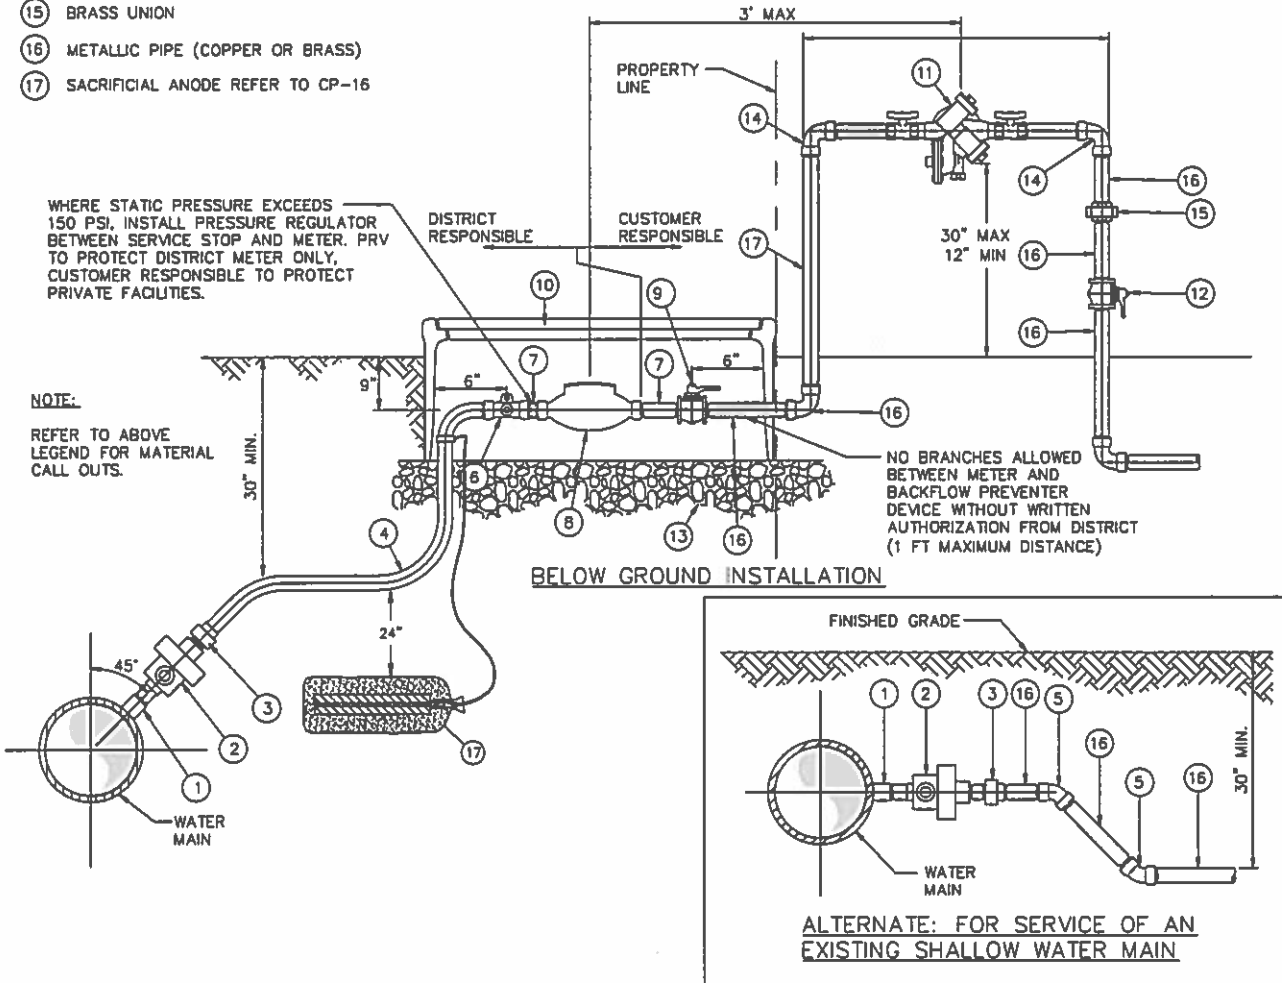 15 BRASS UNION
16 METALLIC PIPE (COPPER OR BRASS)
17 SACRIFICIAL ANODE REFER TO CP-16
3' MAX
PROPERTY
LINE
11
14
14
16
15
WHERE STATIC PRESSURE EXCEEDS
150 PSI, INSTALL PRESSURE REGULATOR
BETWEEN SERVICE STOP AND METER. PRV
TO PROTECT DISTRICT METER ONLY,
CUSTOMER RESPONSIBLE TO PROTECT
PRIVATE FACILITIES.
DISTRICT
RESPONSIBLE
CUSTOMER
RESPONSIBLE
17
30" MAX
12" MIN
16
12
16
10
9
7
7
6"
6"
9"
NOTE:
REFER TO ABOVE
LEGEND FOR MATERIAL
CALL OUTS.
30" MIN.
16
6
8
13
16
4
NO BRANCHES ALLOWED
BETWEEN METER AND
BACKFLOW PREVENTER
DEVICE WITHOUT WRITTEN
AUTHORIZATION FROM DISTRICT
(1 FT MAXIMUM DISTANCE)
BELOW GROUND INSTALLATION
24"
45°
3
2
1
17
WATER
MAIN
FINISHED GRADE
1
2
3
16
5
16
5
16
30" MIN.
WATER
MAIN
ALTERNATE: FOR SERVICE OF AN
EXISTING SHALLOW WATER MAIN